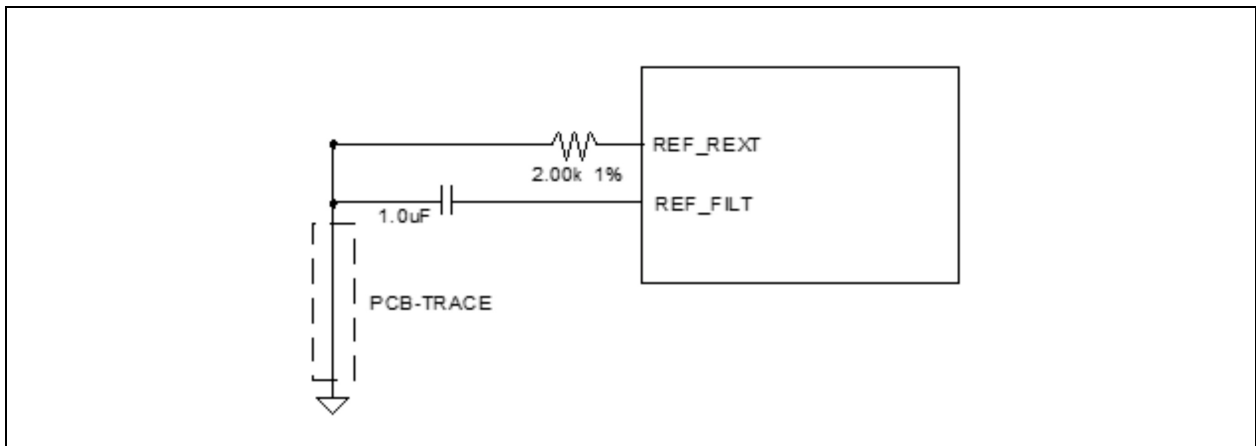 REF_REXT
2.00k 1%
REF_FILT
1.0uF
PCB-TRACE